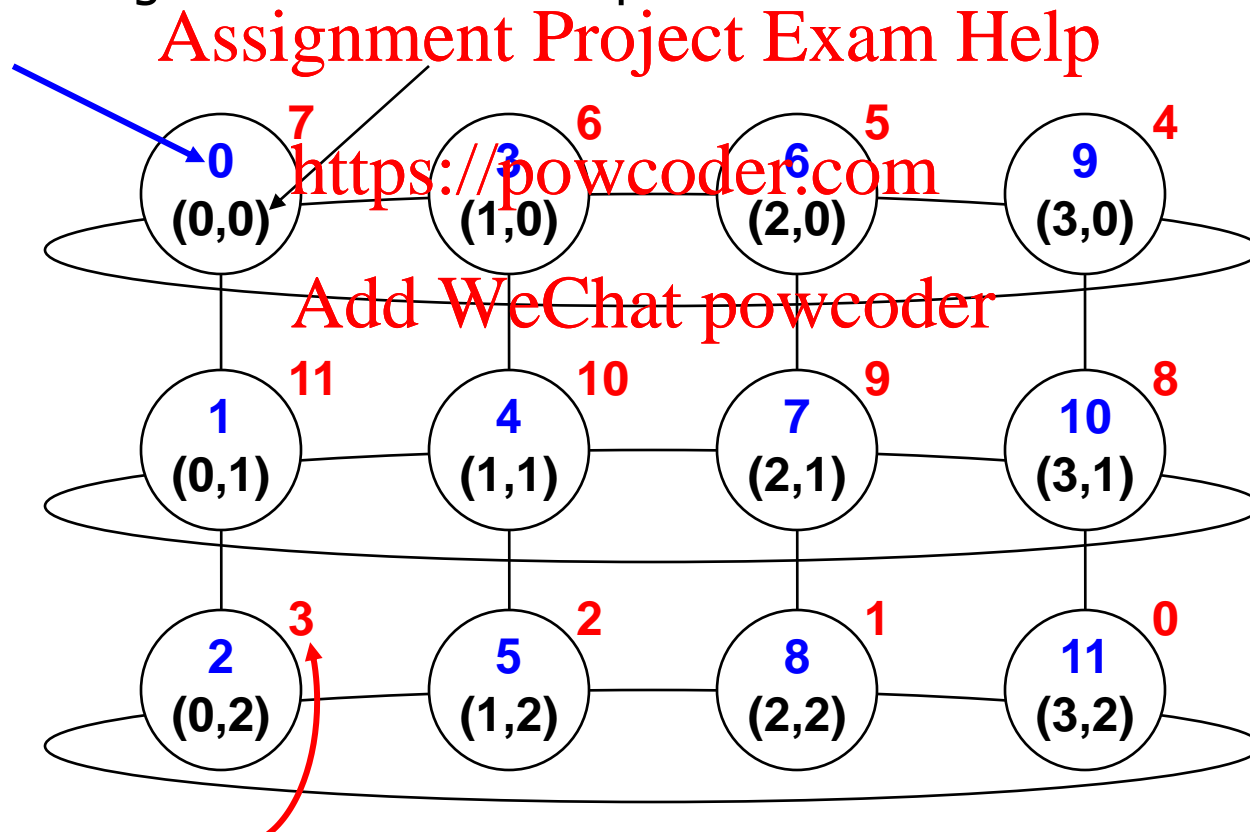 Assignment Project Exam Help
7 6 5 4
0 3 6 9
https://powcoder.com
(0,0) (1,0) (2,0) (3,0)
Add WeChat powcoder
11 10 9 8
1 4 7 10
(0,1) (1,1) (2,1) (3,1)
3 2 1 0
2 5 8 11
(0,2) (1,2) (2,2) (3,2)